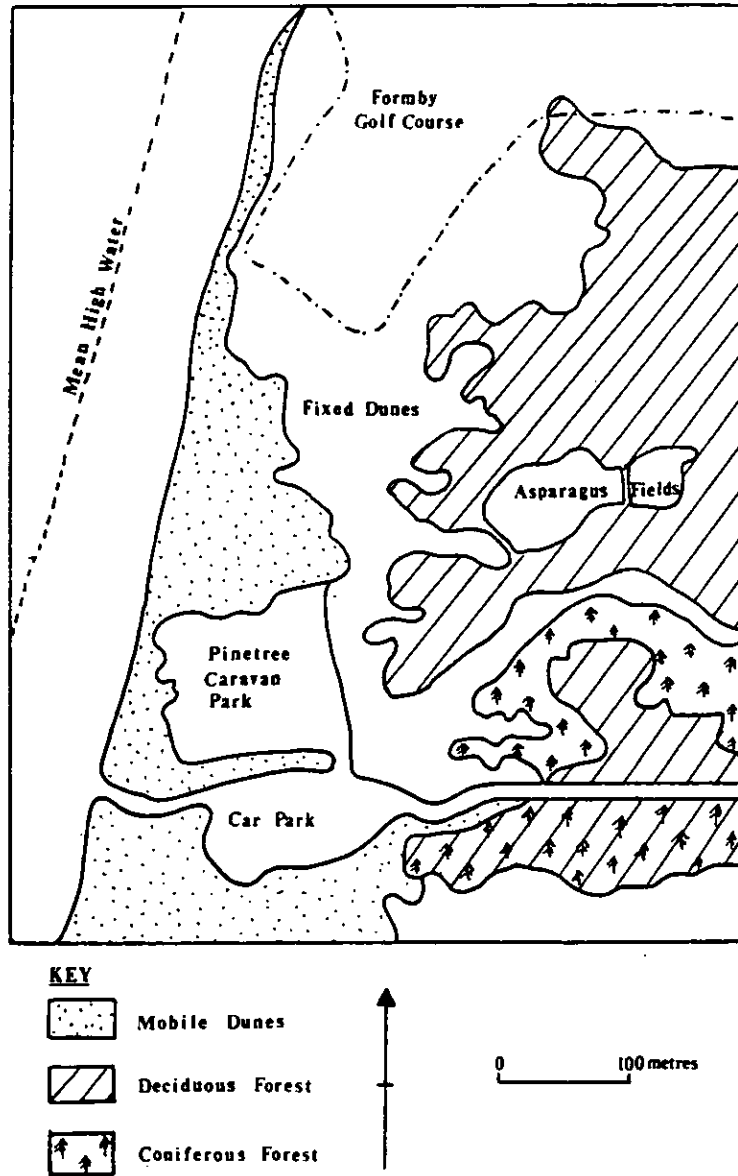 Formby
Golf Course
Mean High Water
Fixed Dunes
Asparagus Fields
Pinetree
Caravan
Park
Car Park
KEY
Mobile Dunes
Deciduous Forest
Coniferous Forest
0 100 metres